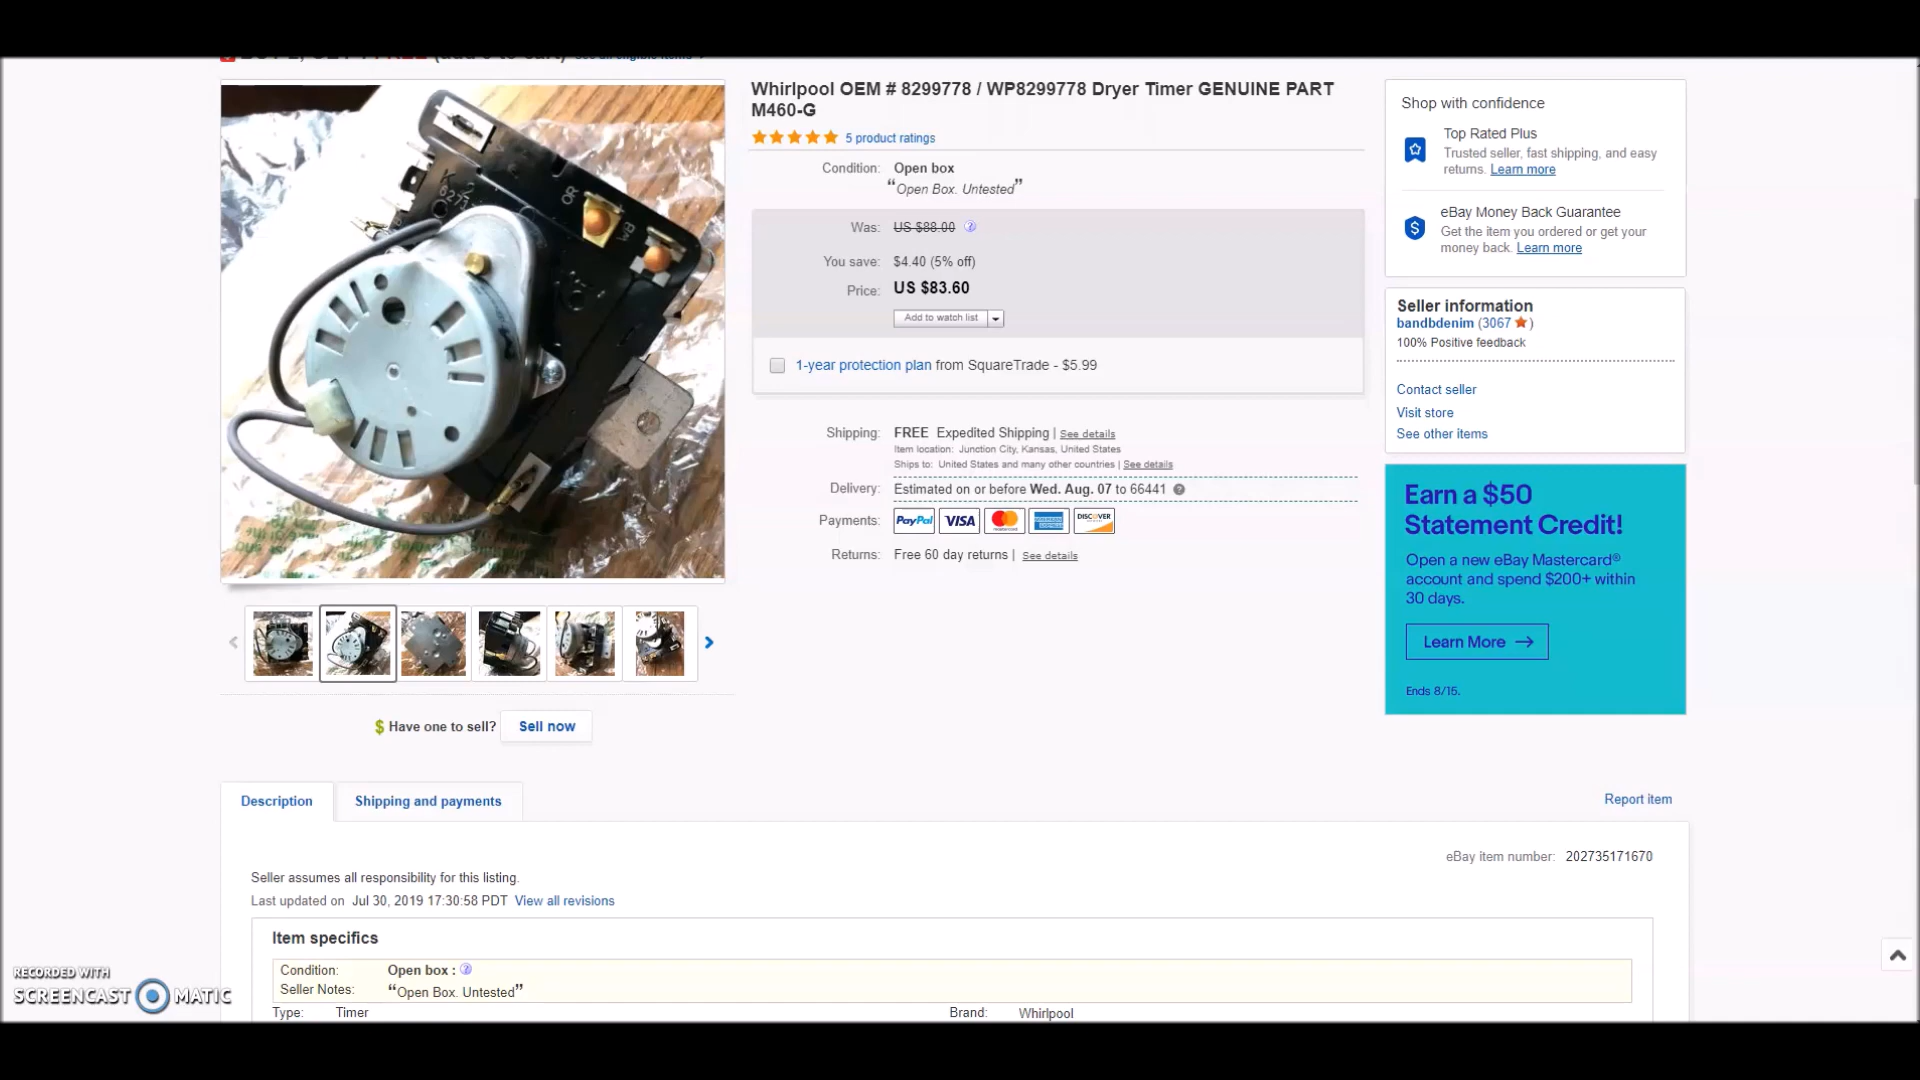 Whirlpool OEM # 8299778 / WP8299778 Dryer Timer GENUINE PART
M460-G
5 product ratings
Condition: Open box
“Open Box. Untested”
Was: US $88.00
You save: $4.40 (5% off)
Price: US $83.60
Add to watch list
1-year protection plan from SquareTrade - $5.99
Shipping: FREE Expedited Shipping | See details
Item location: Junction City, Kansas, United States
Ships to: United States and many other countries | See details
Delivery: Estimated on or before Wed. Aug. 07 to 66441
Payments: PayPal VISA MasterCard DISCOVER
Returns: Free 60 day returns | See details
Shop with confidence
Top Rated Plus
Trusted seller, fast shipping, and easy
returns. Learn more
eBay Money Back Guarantee
Get the item you ordered or get your
money back. Learn more
Seller information
bandbdenim (3067)
100% Positive feedback
Contact seller
Visit store
See other items
Earn a $50
Statement Credit!
Open a new eBay Mastercard®
account and spend $200+ within
30 days.
Learn More
Ends 8/15.
OR
WB
Have one to sell? Sell now
Description
Shipping and payments
Report item
eBay item number: 202735171670
Seller assumes all responsibility for this listing.
Last updated on Jul 30, 2019 17:30:58 PDT View all revisions
Item specifics
Condition: Open box :
Seller Notes: “Open Box. Untested”
Type: Timer
Brand: Whirlpool
RECORDED WITH
SCREENCAST MATIC